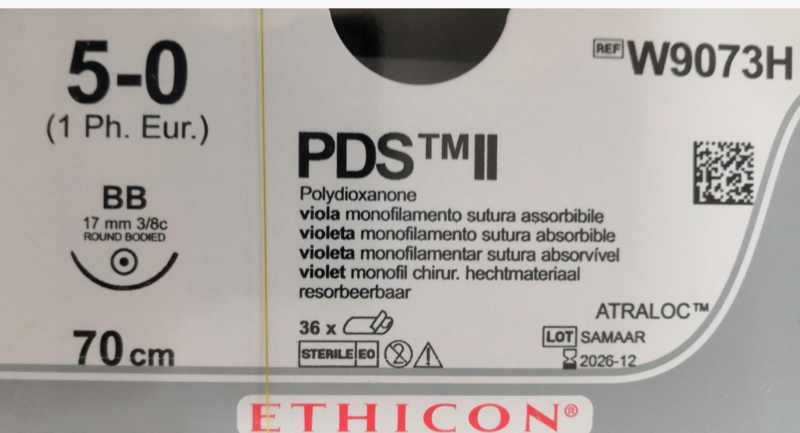 5-0
(1 Ph. Eur.)
BB
17 mm 3/8c
ROUND BODIED
70 cm
REF W9073H
PDS™II
Polydioxanone
viola monofilamento sutura assorbibile
violeta monofilamento sutura absorbible
violeta monofilamentar sutura absorvível
violet monofil chirur. hechtmateriaal
resorbeerbaar
36 x
STERILE EO
ATRALOC™
LOT SAMAAR
2026-12
ETHICON®